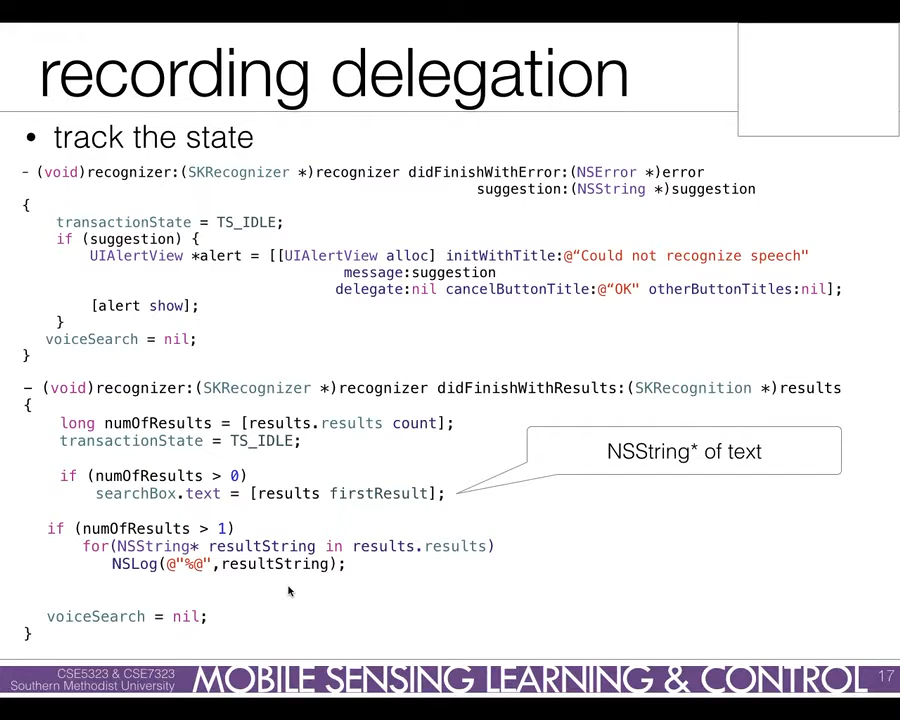 recording delegation
• track the state
- (void)recognizer:(SKRecognizer *)recognizer didFinishWithError:(NSError *)error
suggestion:(NSString *)suggestion
{
transactionState = TS_IDLE;
if (suggestion) {
UIAlertView *alert = [[UIAlertView alloc] initWithTitle:@“Could not recognize speech"
message:suggestion
delegate:nil cancelButtonTitle:@“OK" otherButtonTitles:nil];
[alert show];
}
voiceSearch = nil;
}
– (void)recognizer:(SKRecognizer *)recognizer didFinishWithResults:(SKRecognition *)results
{
long numOfResults = [results.results count];
transactionState = TS_IDLE;
if (numOfResults > 0)
searchBox.text = [results firstResult];
NSString* of text
if (numOfResults > 1)
for(NSString* resultString in results.results)
NSLog(@"%@",resultString);
voiceSearch = nil;
}
CSE5323 & CSE7323
Southern Methodist University
MOBILE SENSING LEARNING & CONTROL
17